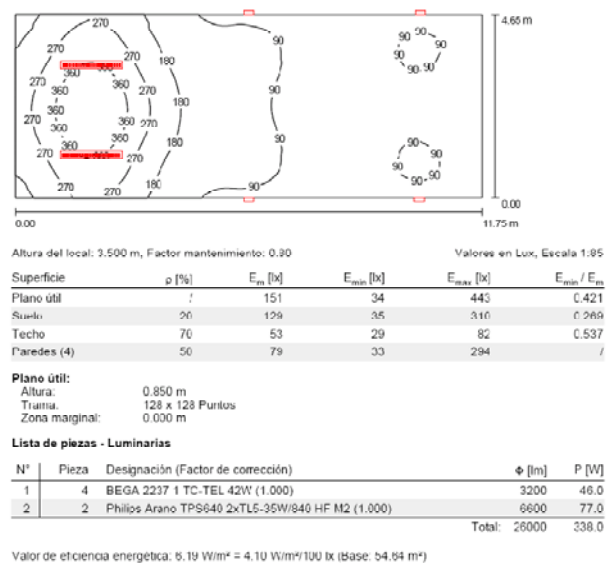 270 270 90 90 90 4.65 m
270 270 90 90
270 360 360 180 90 90
360 270 90
360 360
360 270
360 360 90 90
270 360 270 90 90
270 270 180 90 90
0.00
0.00 11.75 m
Altura del local: 3.500 m, Factor mantenimiento: 0.80 Valores en Lux, Escala 1:85
Superficie ρ [%] Em [lx] Emin [lx] Emax [lx] Emin / Em
Plano útil / 151 34 443
Suelo 20 129 35 310 0.269
Techo 70 53 29 82 0.537
Paredes (4) 50 79 33 294 /
Plano útil:
Altura: 0.850 m
Trama: 128 x 128 Puntos
Zona marginal: 0.000 m
Lista de piezas - Luminarias
N° Pieza Designación (Factor de corrección) Φ [lm] P [W]
1 4 BEGA 2237 1 TC-TEL 42W (1.000) 3200 46.0
2 2 Philips Arano TPS640 2xTL5-35W/840 HF M2 (1.000) 6600 77.0
Total: 26000 338.0
Valor de eficiencia energética: 6.19 W/m² = 4.10 W/m²/100 lx (Base: 54.64 m²)